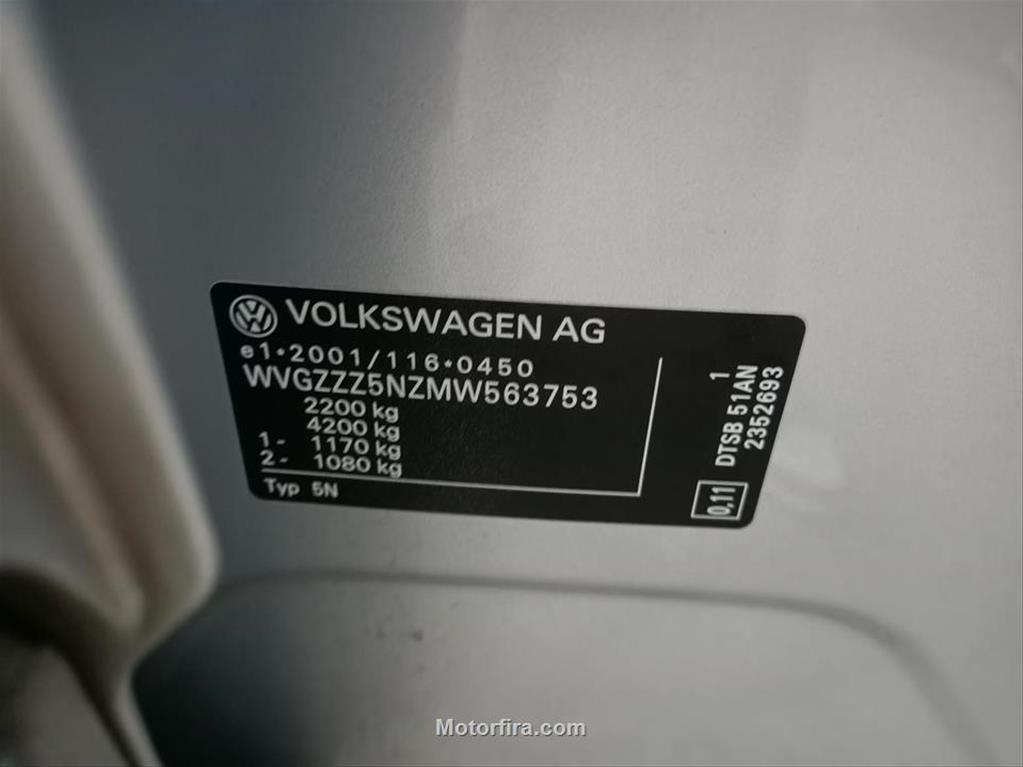 VOLKSWAGEN AG
e1*2001/116*0450
WVGZZZ5NZMW563753
2200 kg
4200 kg
1- 1170 kg
2- 1080 kg
Typ 5N
1
DTSB 51AN
2352693
0.11
Motorfira.com